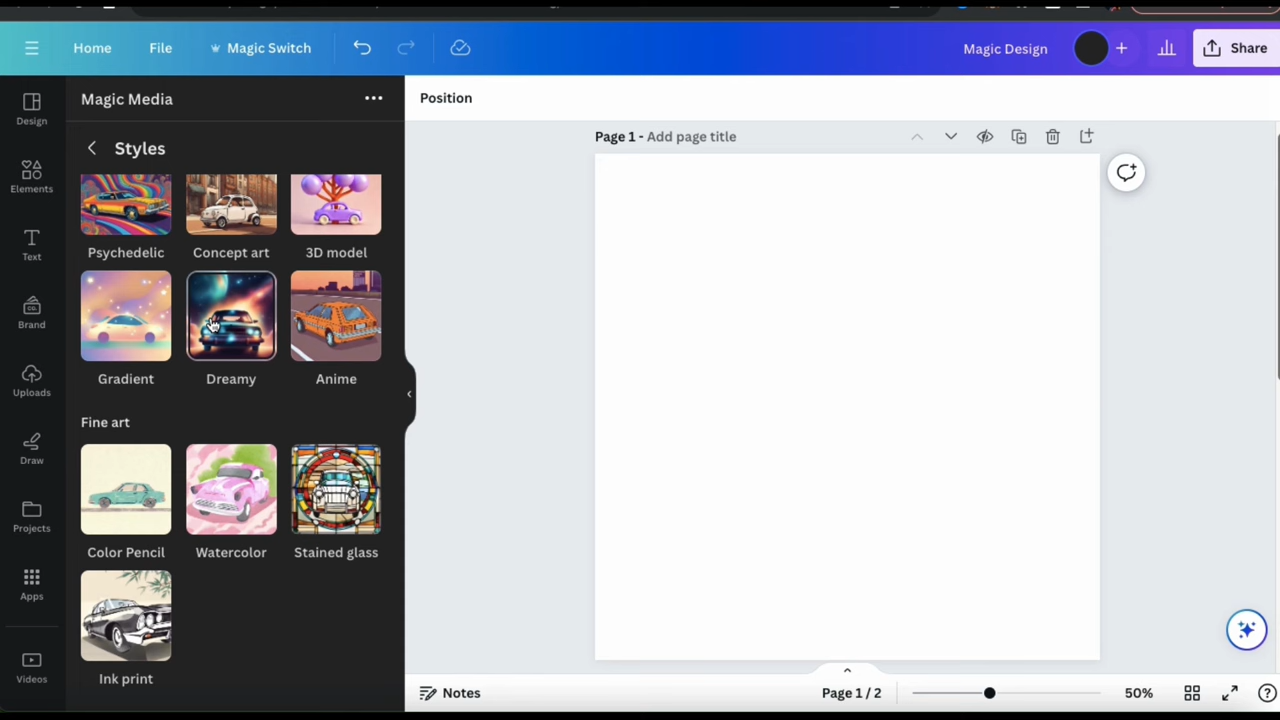 Home File Magic Switch Magic Design + Share
Magic Media ...
Position
Design
Styles
Page 1 - Add page title
Elements
Psychedelic Concept art 3D model
Text
Brand
CO.
Gradient Dreamy Anime
Uploads
Fine art
Draw
Color Pencil Watercolor Stained glass
Projects
Apps
Ink print
Videos
Notes Page 1 / 2 50% ?